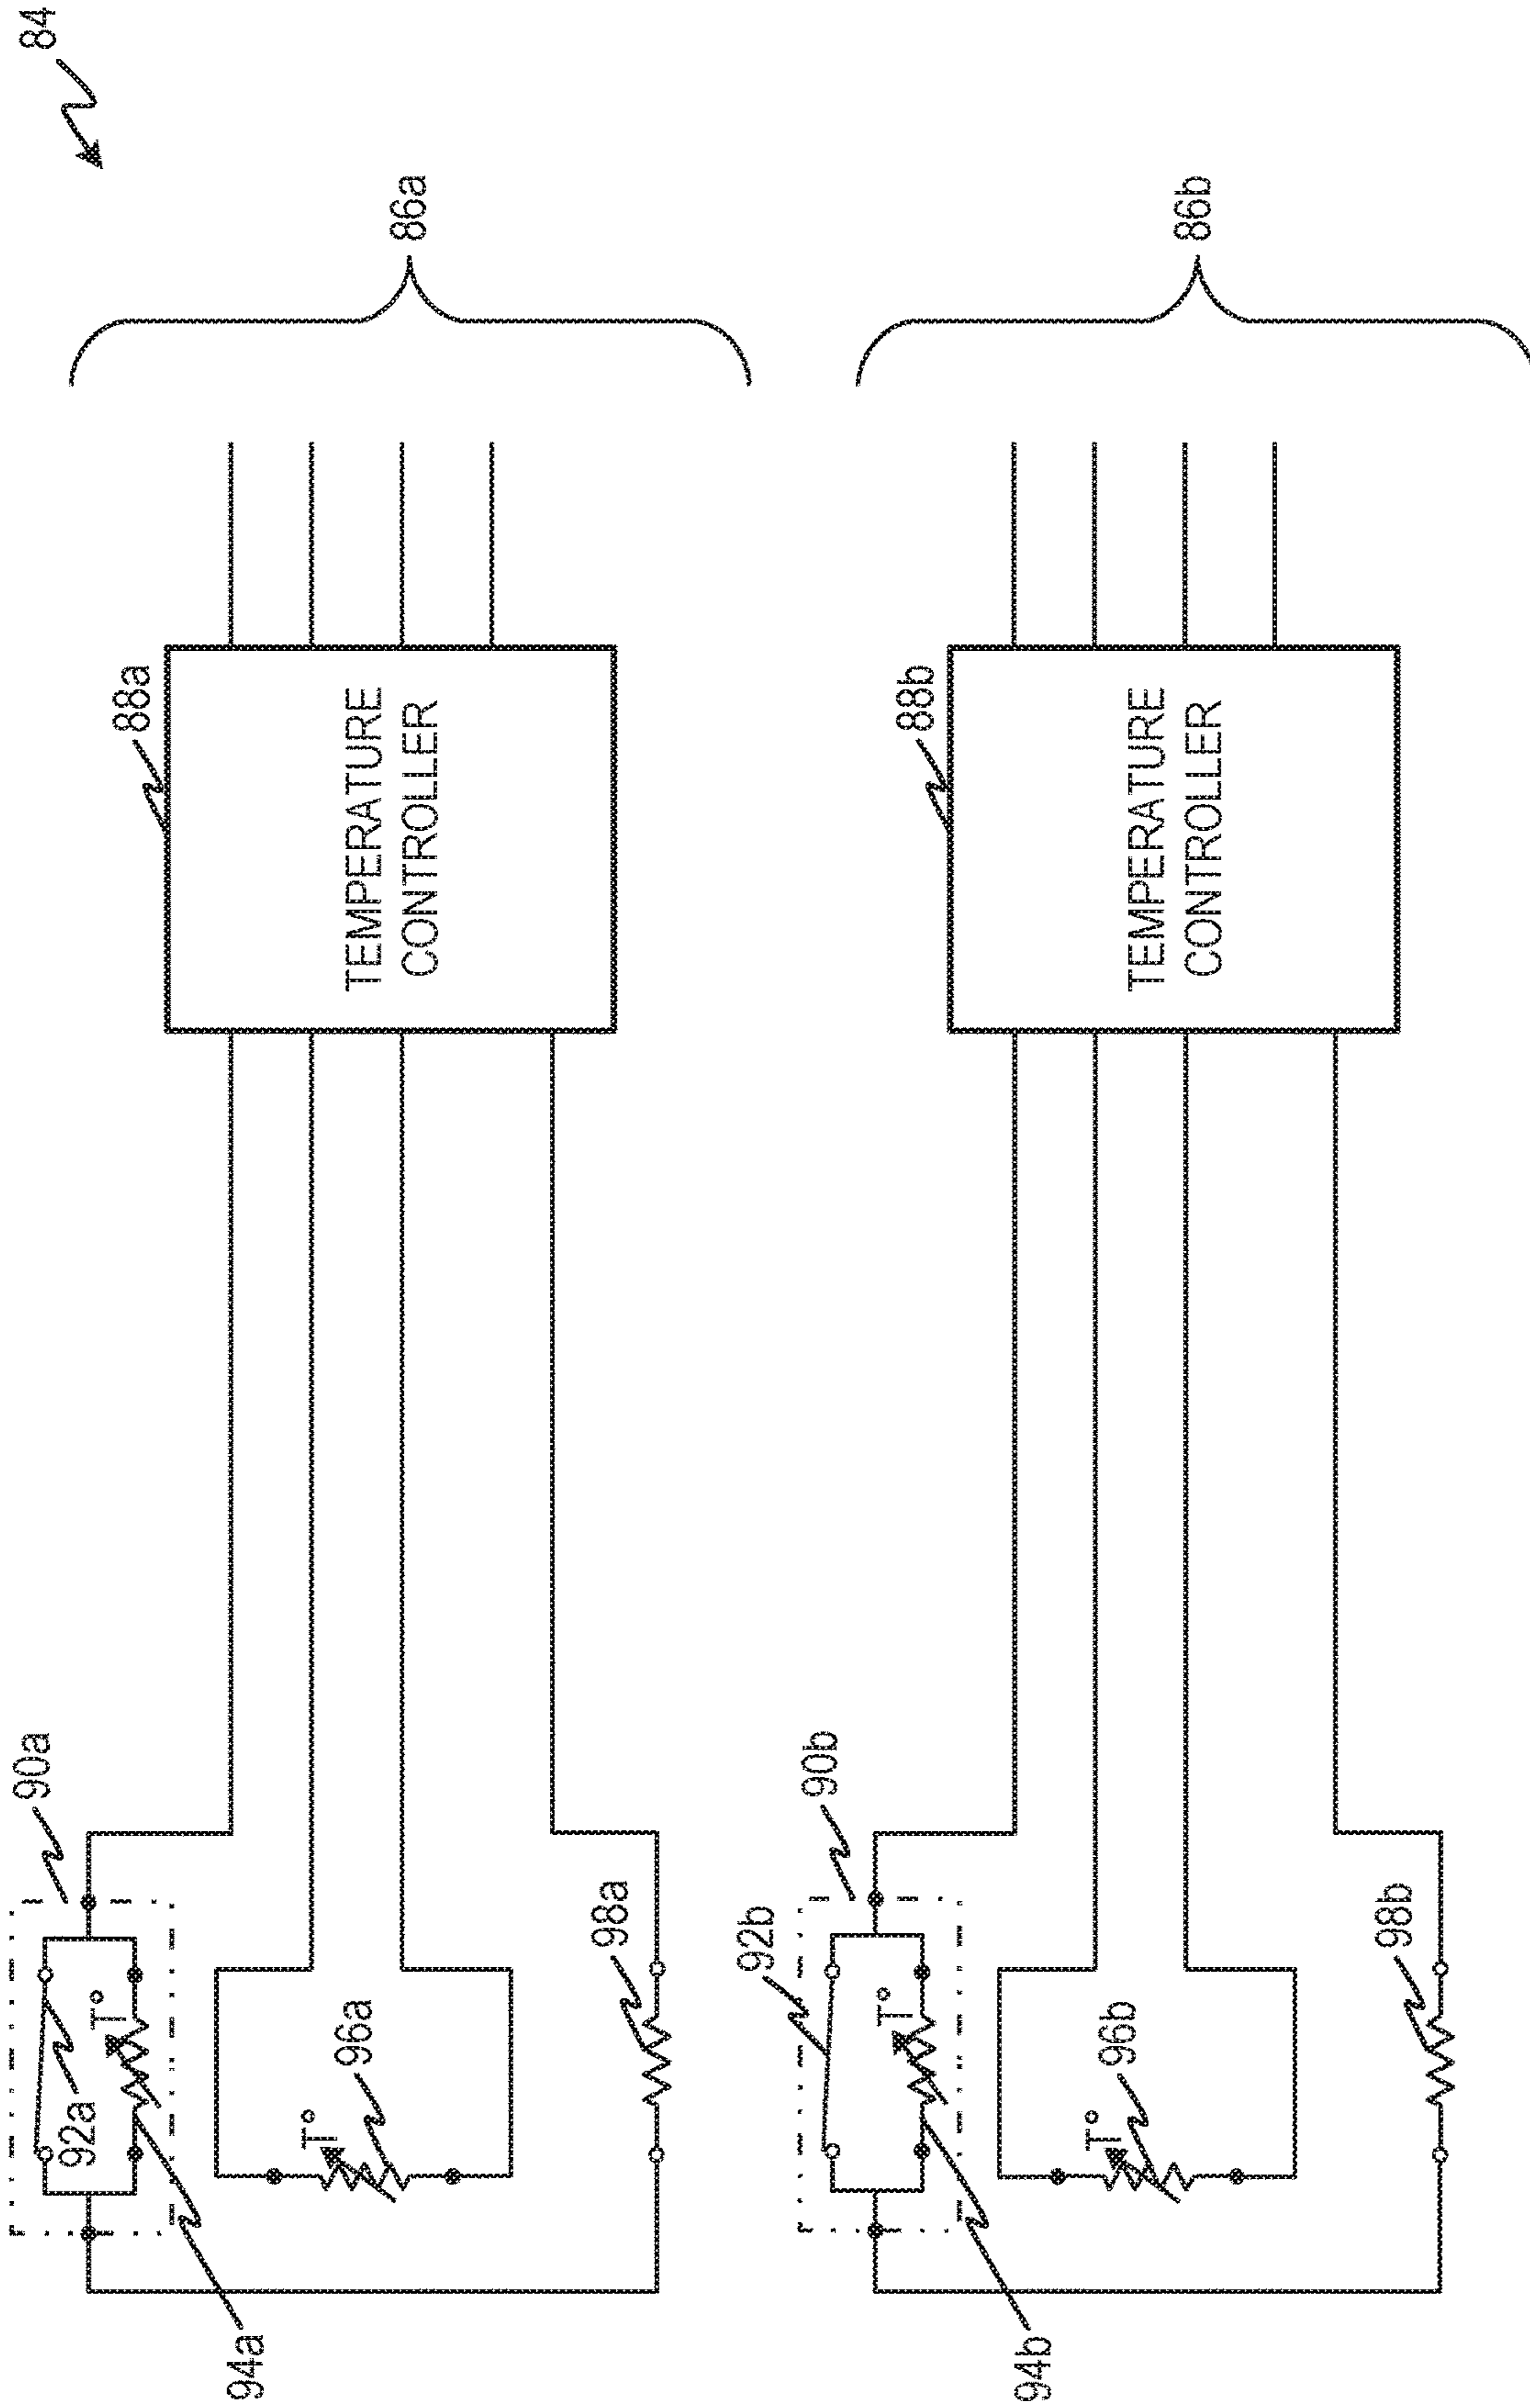 84
86a
86b
88a
TEMPERATURE
CONTROLLER
88b
TEMPERATURE
CONTROLLER
90a
92a
T°
94a
T°
96a
98a
90b
92b
T°
94b
T°
96b
98b